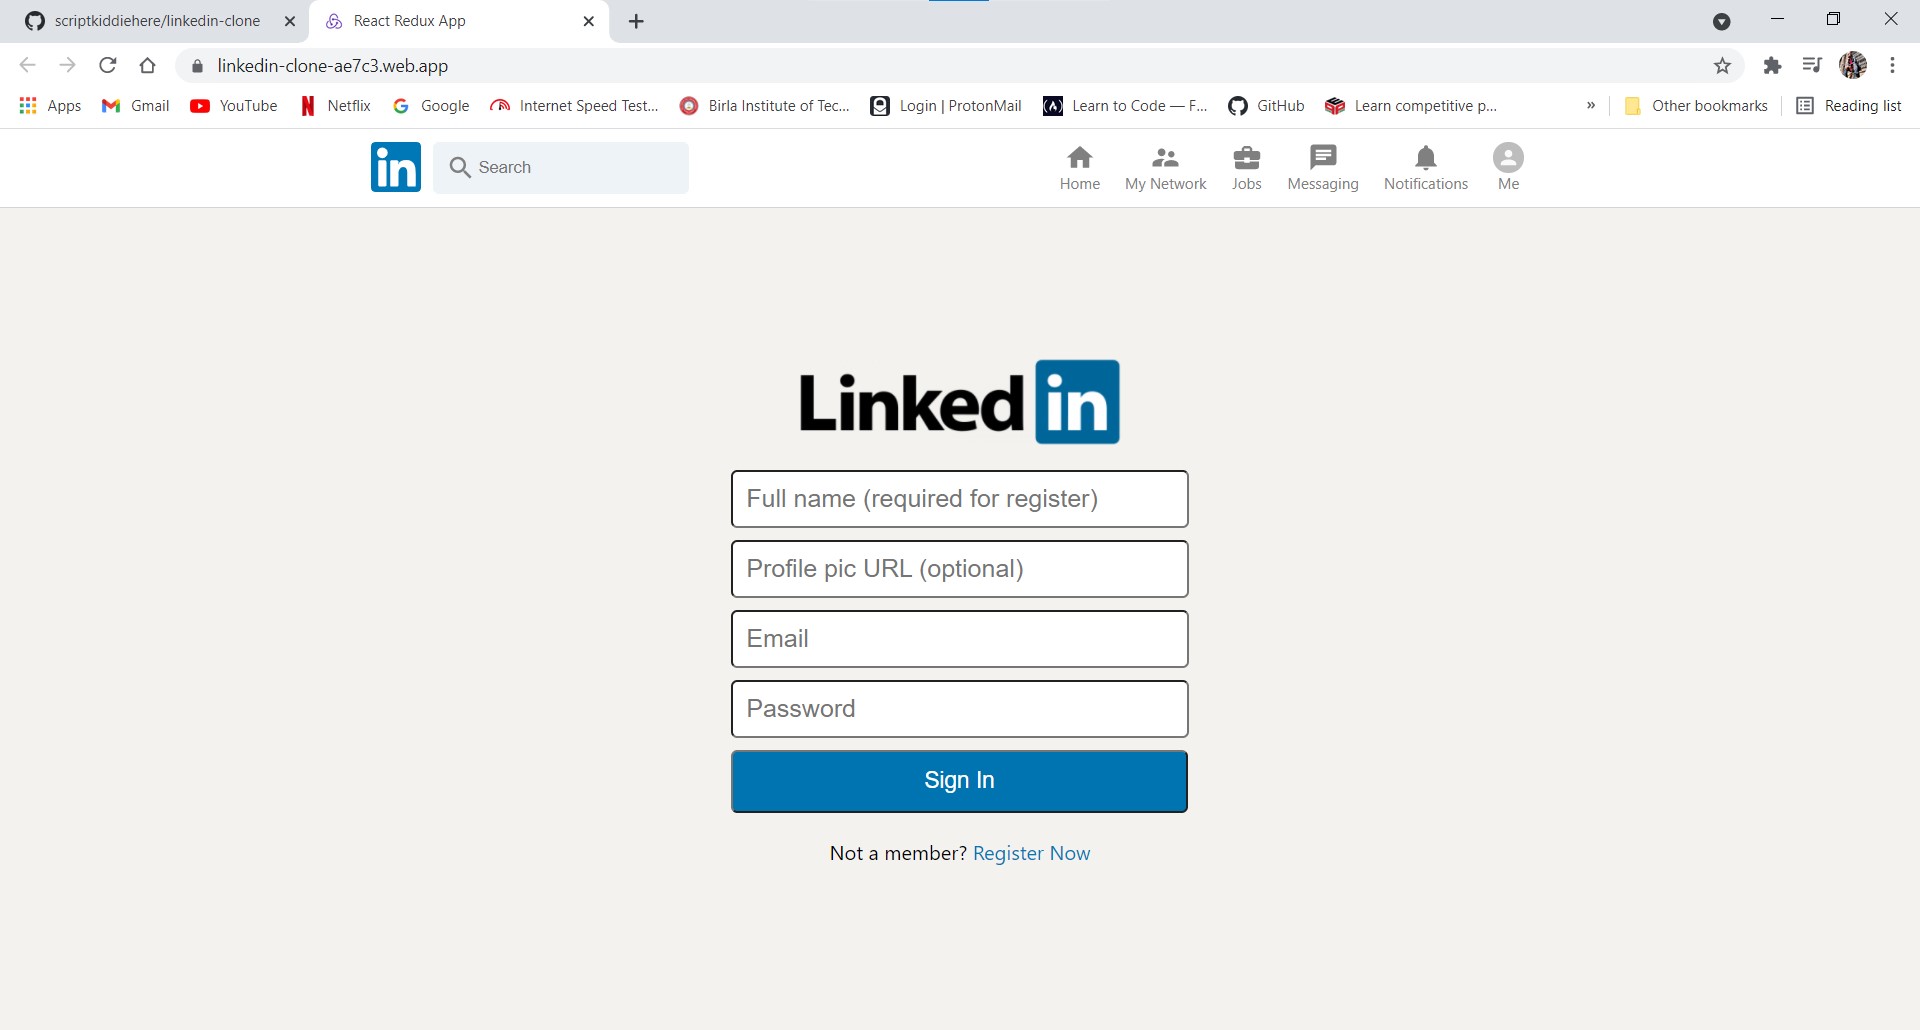 scriptkiddiehere/linkedin-clone
React Redux App
linkedin-clone-ae7c3.web.app
Apps
Gmail
YouTube
Netflix
Google
Internet Speed Test...
Birla Institute of Tec...
Login | ProtonMail
Learn to Code — F...
GitHub
Learn competitive p...
»
Other bookmarks
Reading list
in
Search
Home
My Network
Jobs
Messaging
Notifications
Me
Linked in
Full name (required for register)
Profile pic URL (optional)
Email
Password
Sign In
Not a member? Register Now